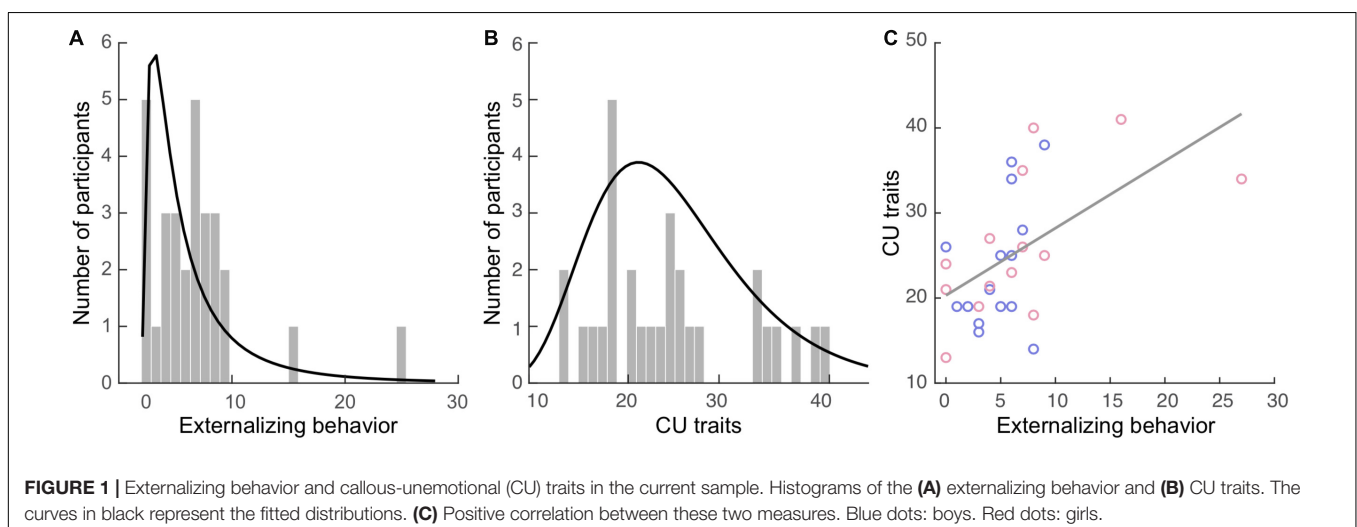 A
6
5
4
3
2
1
0
Number of participants
0 10 20 30
Externalizing behavior
B
6
5
4
3
2
1
0
Number of participants
10 20 30 40
CU traits
C
50
40
30
20
10
CU traits
0 5 10 15 20 25 30
Externalizing behavior
FIGURE 1 | Externalizing behavior and callous-unemotional (CU) traits in the current sample. Histograms of the (A) externalizing behavior and (B) CU traits. The
curves in black represent the fitted distributions. (C) Positive correlation between these two measures. Blue dots: boys. Red dots: girls.